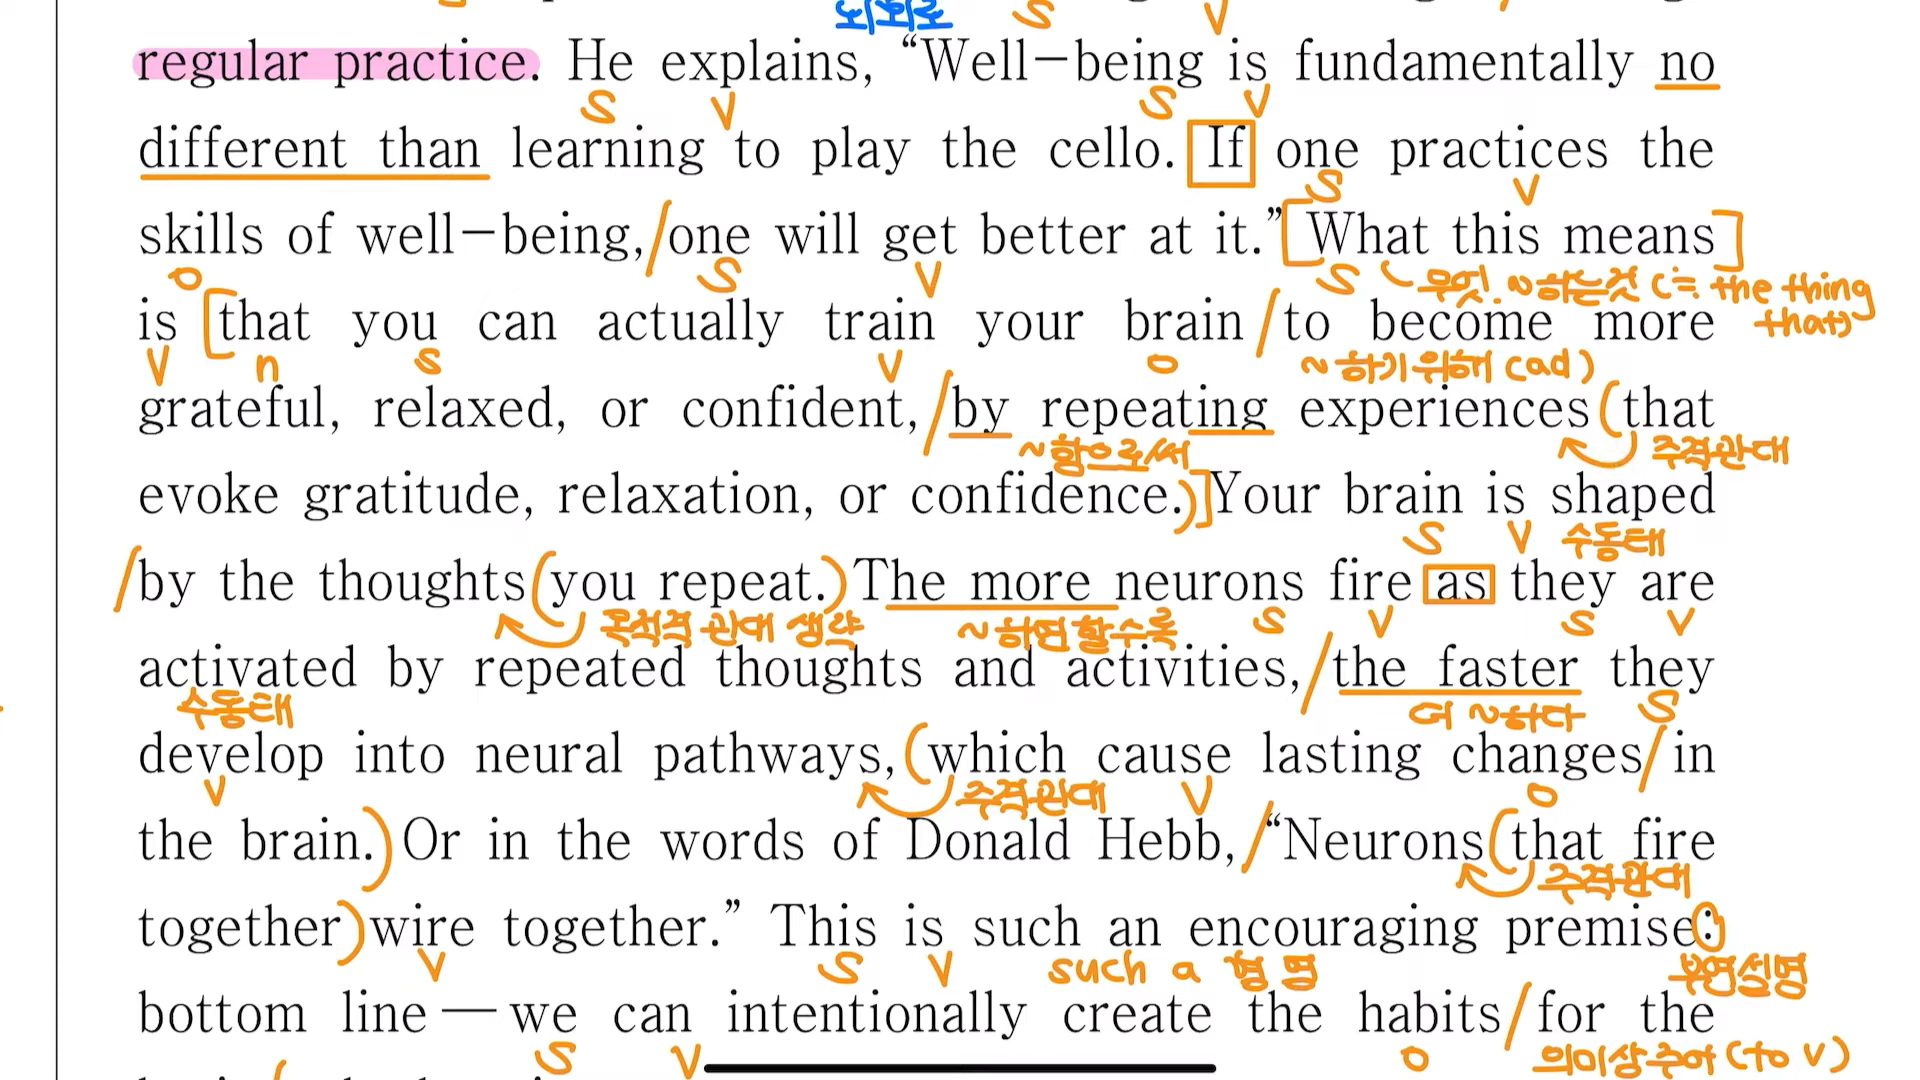 뇌회로 S V
regular practice. He explains, “Well-being is fundamentally no
S V S V
different than learning to play the cello. If one practices the
S V
skills of well-being, / one will get better at it.” [What this means]
O S V S 무엇. ~하는것 (≒ the thing that)
is [that you can actually train your brain / to become more
V n S V O ~하기위해 (ad)
grateful, relaxed, or confident, / by repeating experiences (that
~함으로써 주격관대
evoke gratitude, relaxation, or confidence.)] Your brain is shaped
S V 수동태
/ by the thoughts (you repeat.) The more neurons fire as they are
목적격 관대 생략 ~하면 할수록 S V S V
activated by repeated thoughts and activities, / the faster they
수동태 더 ~하다 S
develop into neural pathways, (which cause lasting changes / in
V 주격관대 V O
the brain.) Or in the words of Donald Hebb, / “Neurons (that fire
주격관대
together) wire together.” This is such an encouraging premise:
V S V such a 형 명 부연설명
bottom line — we can intentionally create the habits / for the
S V O 의미상주어 (to V)